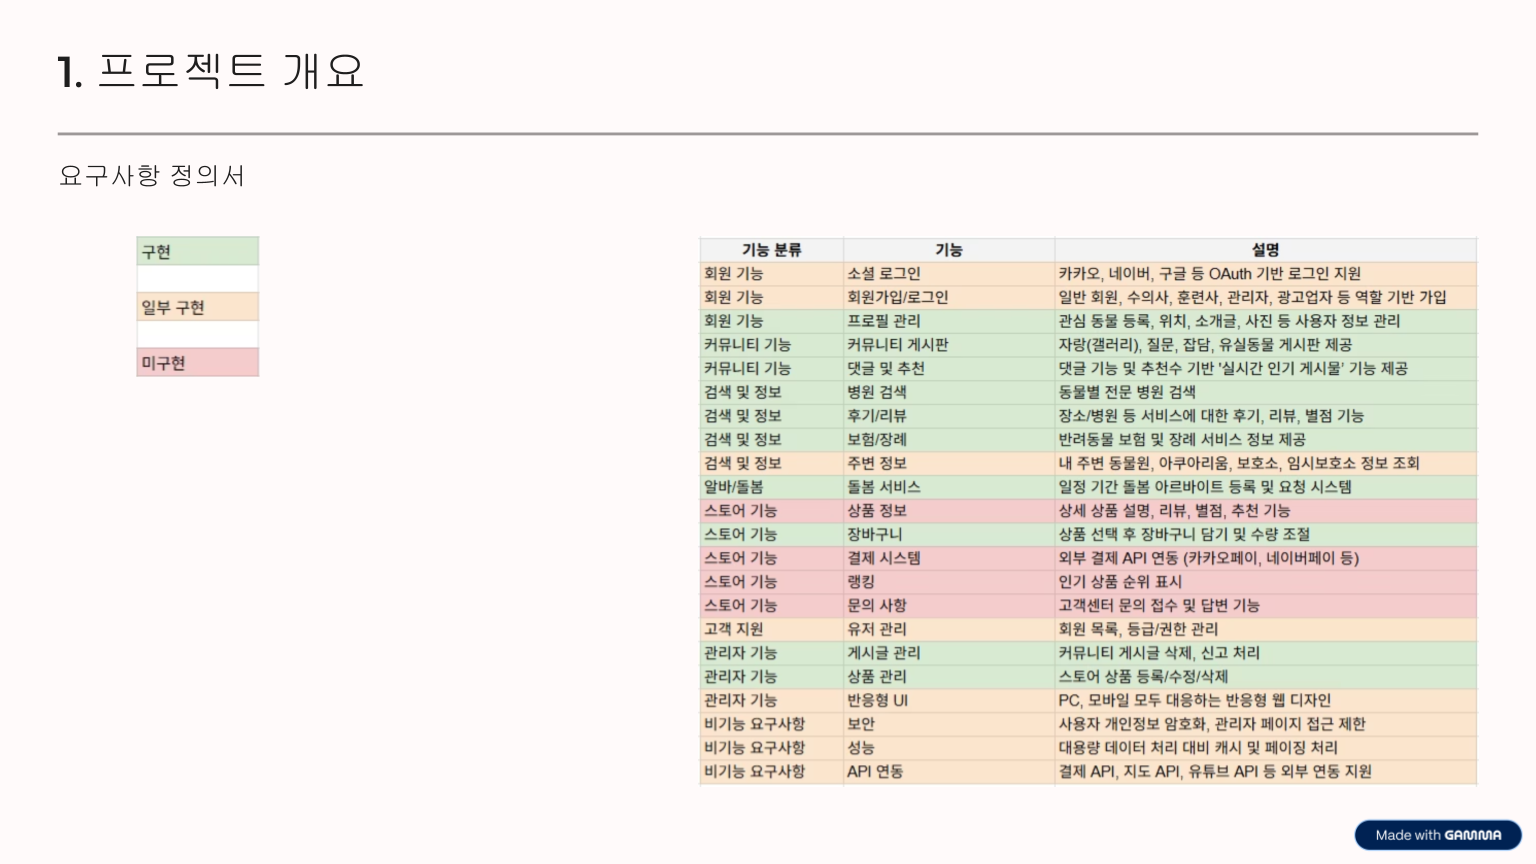 1. 프로젝트 개요
요구사항 정의서
구현
일부 구현
미구현
기능 분류 기능 설명
회원 기능 소셜 로그인 카카오, 네이버, 구글 등 OAuth 기반 로그인 지원
회원 기능 회원가입/로그인 일반 회원, 수의사, 훈련사, 관리자, 광고업자 등 역할 기반 가입
회원 기능 프로필 관리 관심 동물 등록, 위치, 소개글, 사진 등 사용자 정보 관리
커뮤니티 기능 커뮤니티 게시판 자랑(갤러리), 질문, 잡담, 유실동물 게시판 제공
커뮤니티 기능 댓글 및 추천 댓글 기능 및 추천수 기반 '실시간 인기 게시물' 기능 제공
검색 및 정보 병원 검색 동물별 전문 병원 검색
검색 및 정보 후기/리뷰 장소/병원 등 서비스에 대한 후기, 리뷰, 별점 기능
검색 및 정보 보험/장례 반려동물 보험 및 장례 서비스 정보 제공
검색 및 정보 주변 정보 내 주변 동물원, 아쿠아리움, 보호소, 임시보호소 정보 조회
알바/돌봄 돌봄 서비스 일정 기간 돌봄 아르바이트 등록 및 요청 시스템
스토어 기능 상품 정보 상세 상품 설명, 리뷰, 별점, 추천 기능
스토어 기능 장바구니 상품 선택 후 장바구니 담기 및 수량 조절
스토어 기능 결제 시스템 외부 결제 API 연동 (카카오페이, 네이버페이 등)
스토어 기능 랭킹 인기 상품 순위 표시
스토어 기능 문의 사항 고객센터 문의 접수 및 답변 기능
고객 지원 유저 관리 회원 목록, 등급/권한 관리
관리자 기능 게시글 관리 커뮤니티 게시글 삭제, 신고 처리
관리자 기능 상품 관리 스토어 상품 등록/수정/삭제
관리자 기능 반응형 UI PC, 모바일 모두 대응하는 반응형 웹 디자인
비기능 요구사항 보안 사용자 개인정보 암호화, 관리자 페이지 접근 제한
비기능 요구사항 성능 대용량 데이터 처리 대비 캐시 및 페이징 처리
비기능 요구사항 API 연동 결제 API, 지도 API, 유튜브 API 등 외부 연동 지원
Made with GAMMA